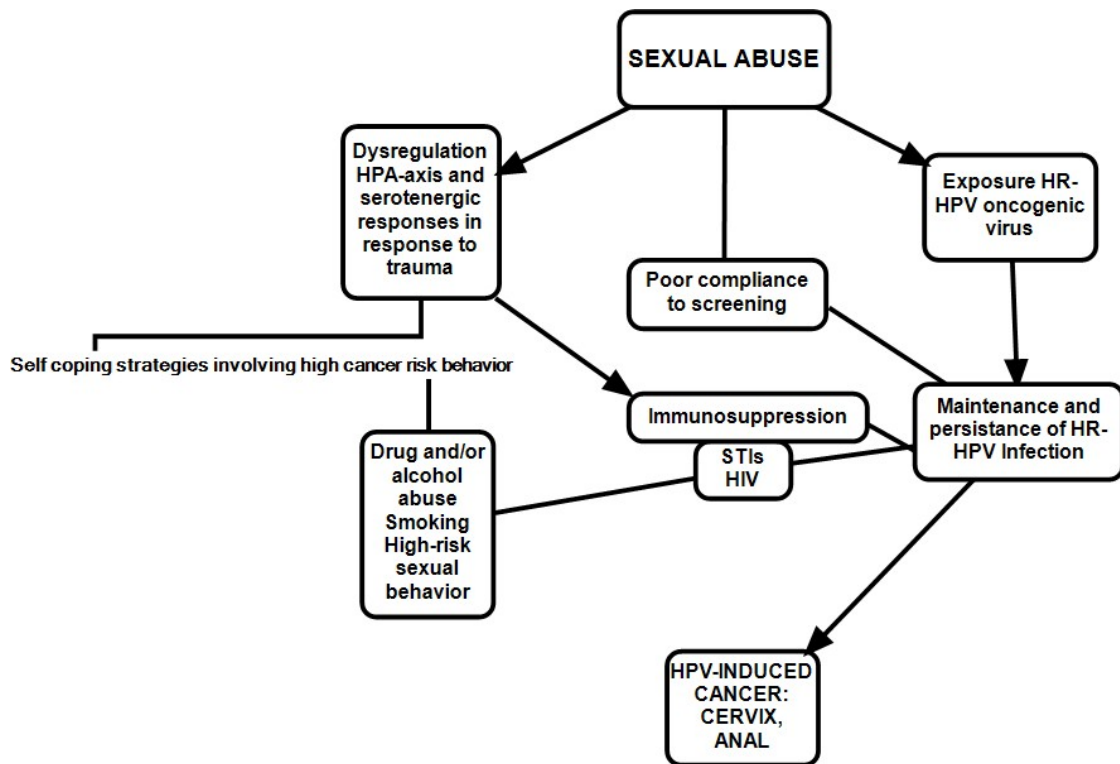 SEXUAL ABUSE
Dysregulation
HPA-axis and
serotenergic
responses in
response to
trauma
Exposure HR-
HPV oncogenic
virus
Poor compliance
to screening
Self coping strategies involving high cancer risk behavior
Immunosuppression
Maintenance and
persistance of HR-
HPV Infection
STIs
HIV
Drug and/or
alcohol
abuse
Smoking
High-risk
sexual
behavior
HPV-INDUCED
CANCER:
CERVIX,
ANAL